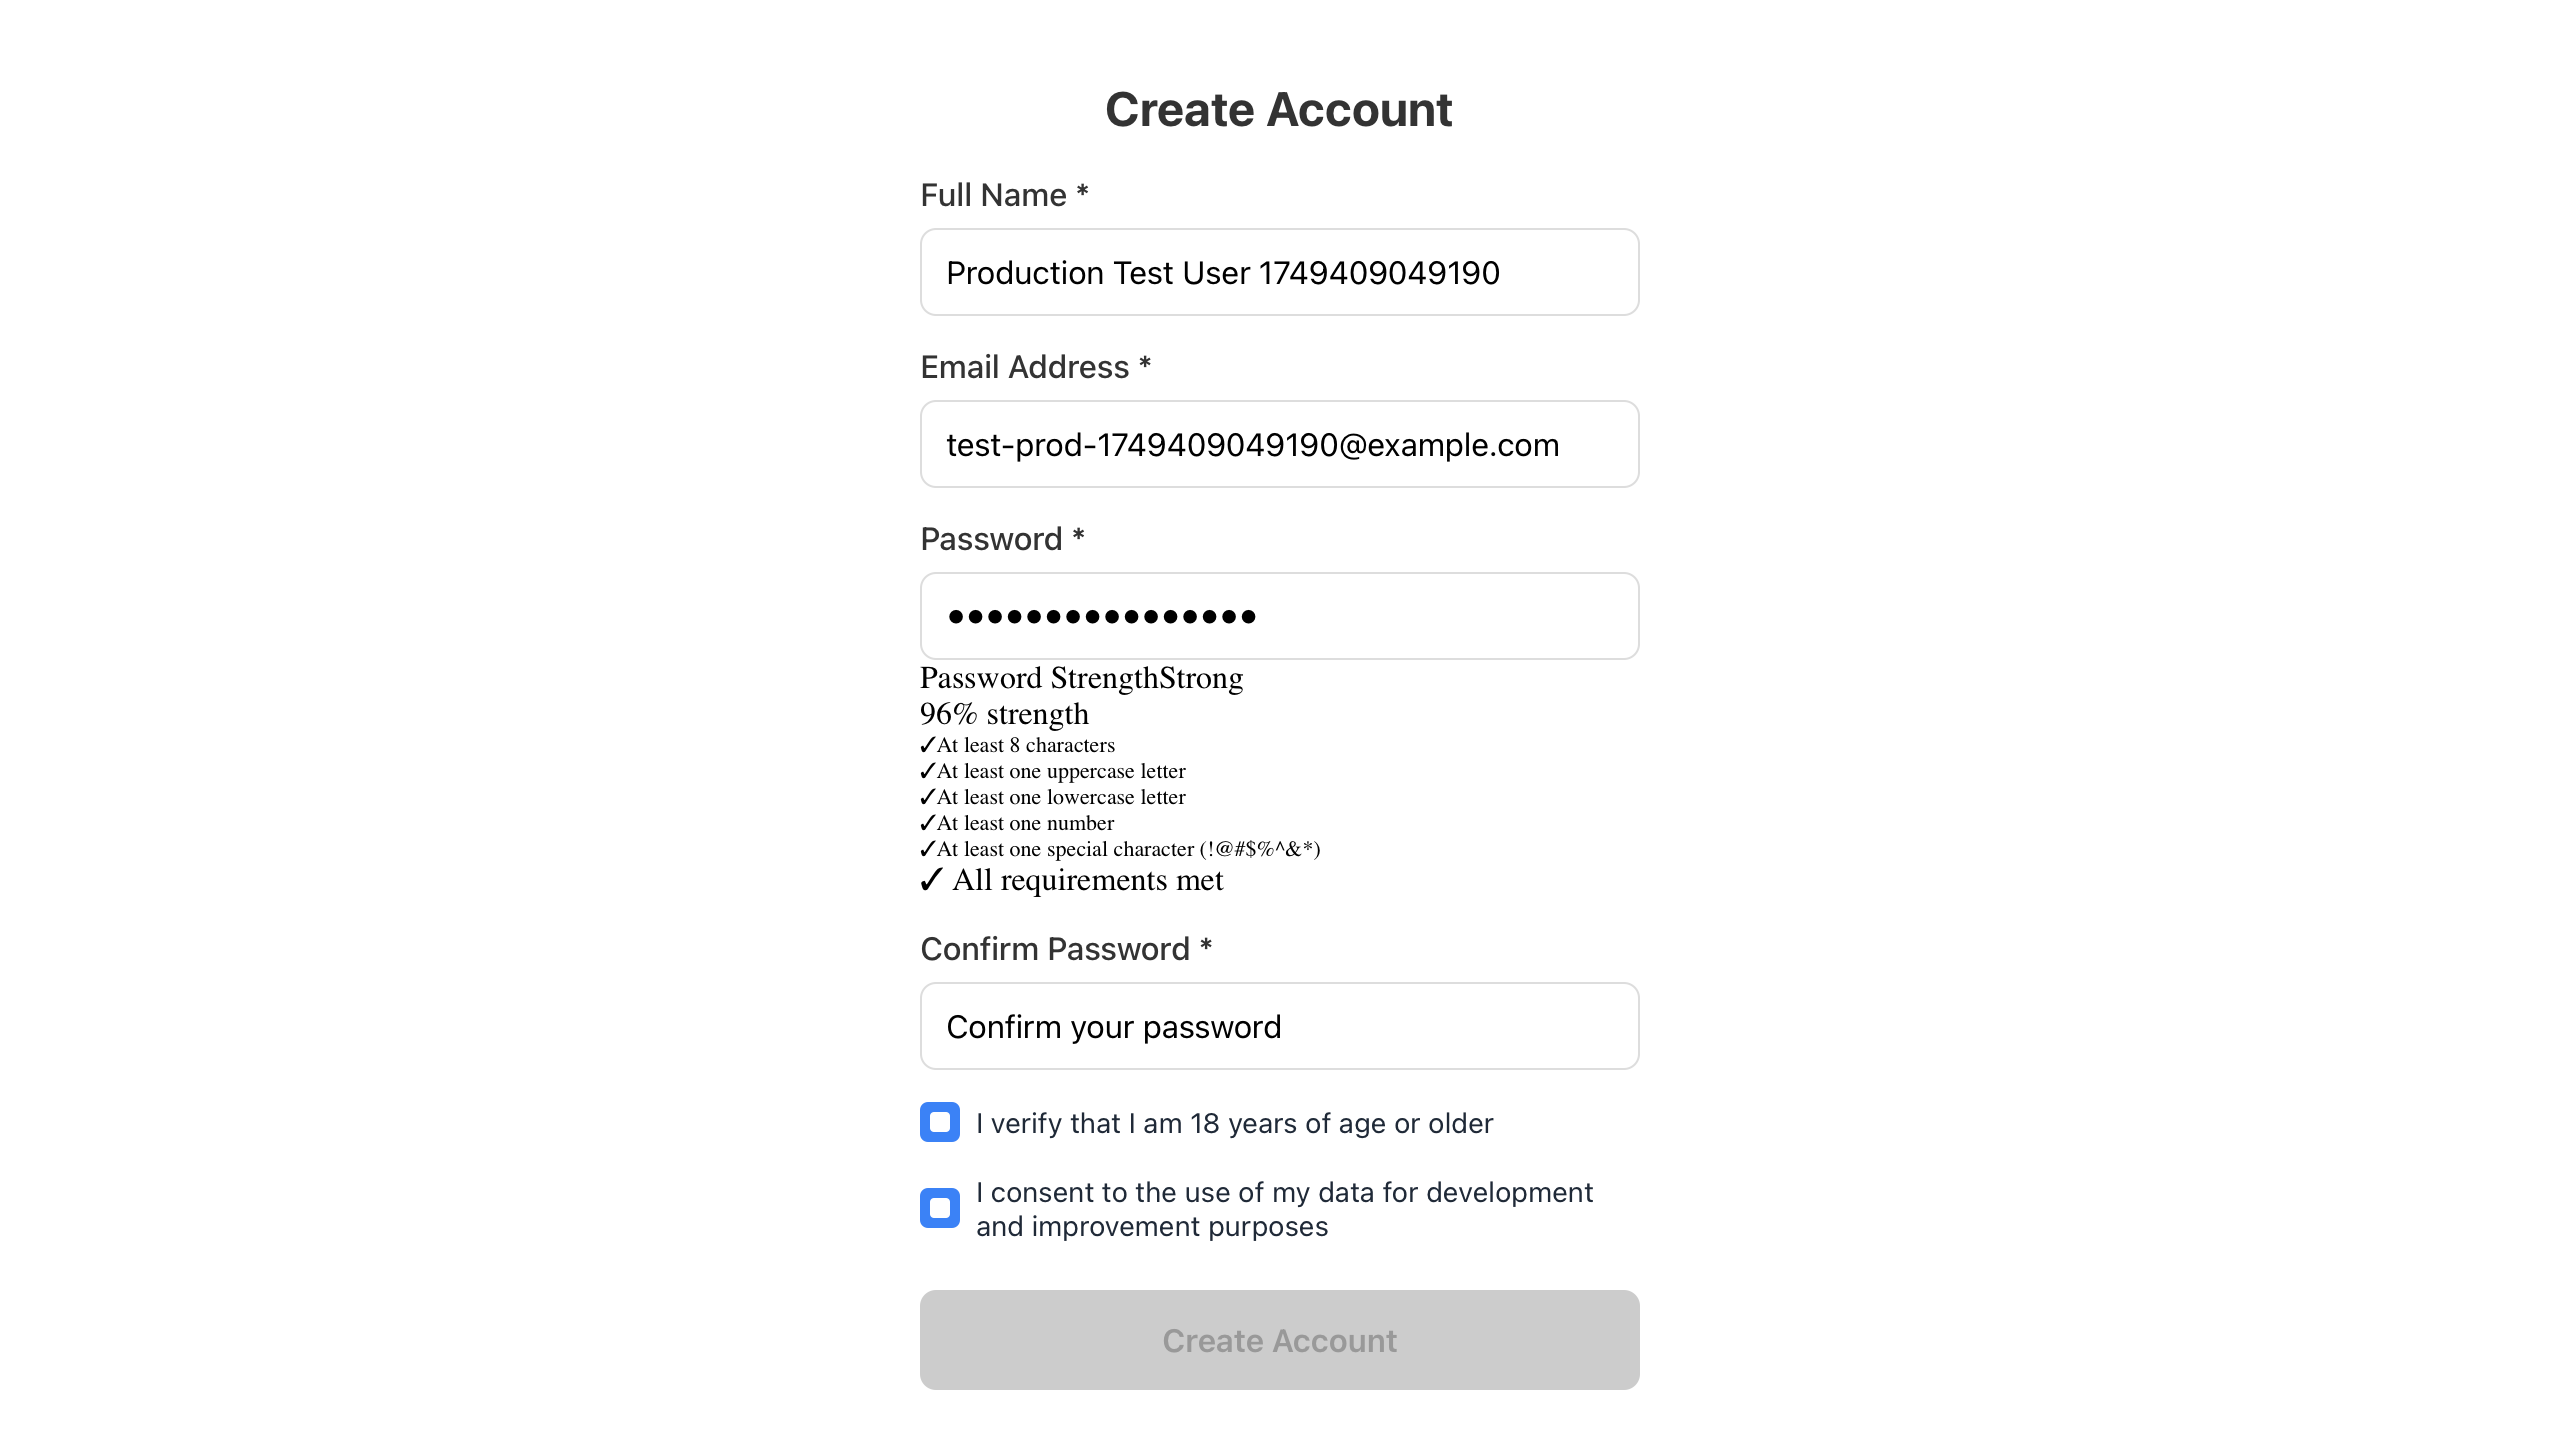 Create Account
Full Name *
Production Test User 1749409049190
Email Address *
test-prod-1749409049190@example.com
Password *
••••••••••••••••
Password StrengthStrong
96% strength
✓At least 8 characters
✓At least one uppercase letter
✓At least one lowercase letter
✓At least one number
✓At least one special character (!@#$%^&*)
✓ All requirements met
Confirm Password *
Confirm your password
I verify that I am 18 years of age or older
I consent to the use of my data for development
and improvement purposes
Create Account